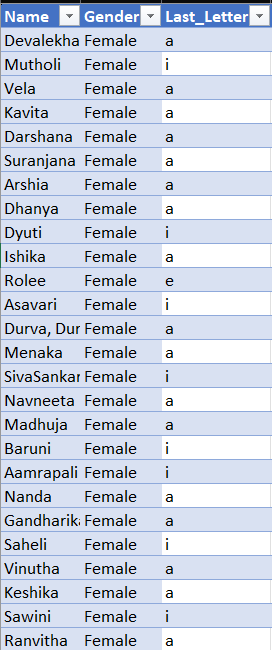 Name Gender Last_Letter
Devalekha Female a
Mutholi Female i
Vela Female a
Kavita Female a
Darshana Female a
Suranjana Female a
Arshia Female a
Dhanya Female a
Dyuti Female i
Ishika Female a
Rolee Female e
Asavari Female i
Durva, Dur Female a
Menaka Female a
SivaSankar Female i
Navneeta Female a
Madhuja Female a
Baruni Female i
Aamrapali Female i
Nanda Female a
Gandharika Female a
Saheli Female i
Vinutha Female a
Keshika Female a
Sawini Female i
Ranvitha Female a